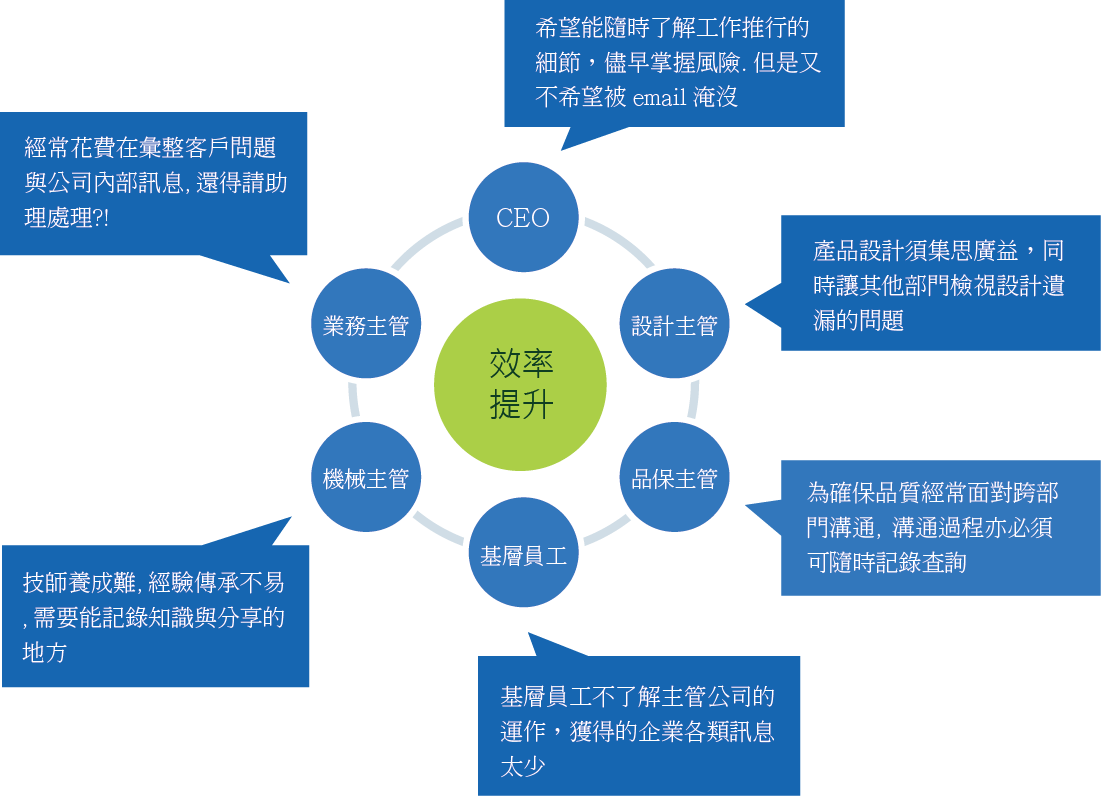 希望能隨時了解工作推行的
細節，儘早掌握風險. 但是又
不希望被 email 淹沒
經常花費在彙整客戶問題
與公司內部訊息, 還得請助
理處理?!
CEO
產品設計須集思廣益，同
時讓其他部門檢視設計遺
漏的問題
業務主管
設計主管
效率
提升
機械主管
品保主管
為確保品質經常面對跨部
門溝通, 溝通過程亦必須
可隨時記錄查詢
基層員工
技師養成難, 經驗傳承不易
, 需要能記錄知識與分享的
地方
基層員工不了解主管公司的
運作，獲得的企業各類訊息
太少